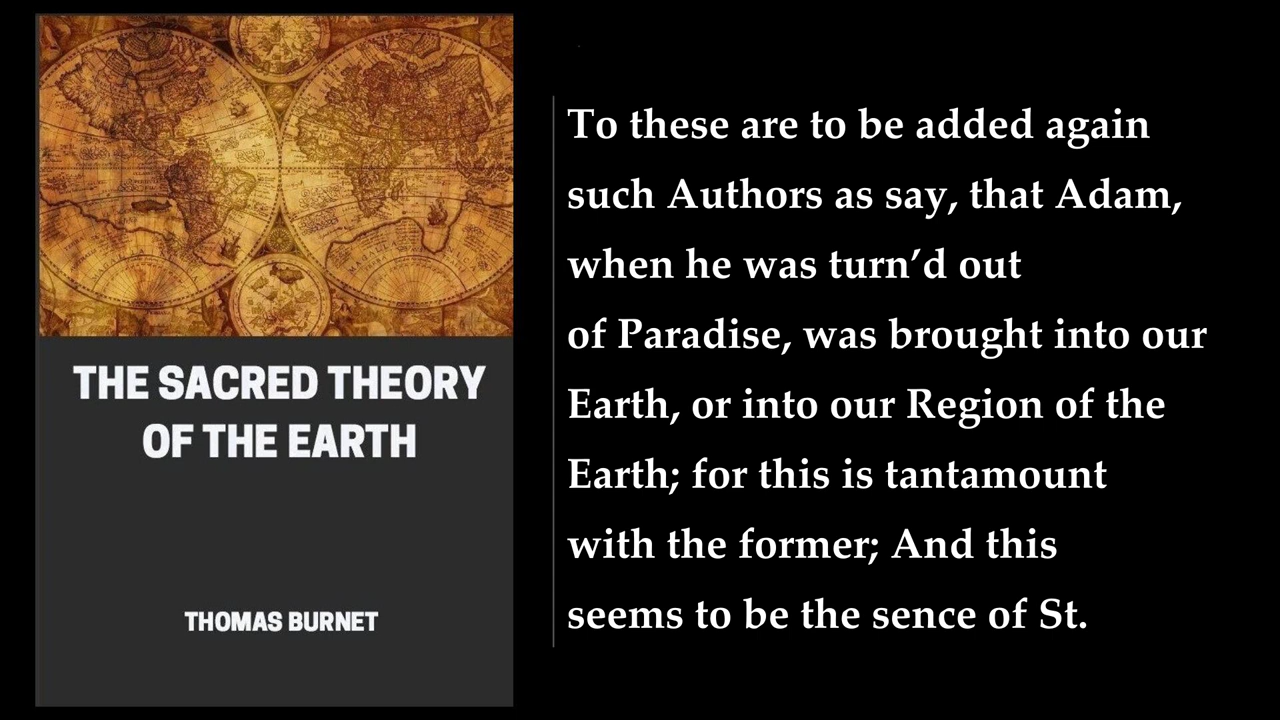 THE SACRED THEORY
OF THE EARTH
THOMAS BURNET
To these are to be added again
such Authors as say, that Adam,
when he was turn’d out
of Paradise, was brought into our
Earth, or into our Region of the
Earth; for this is tantamount
with the former; And this
seems to be the sence of St.